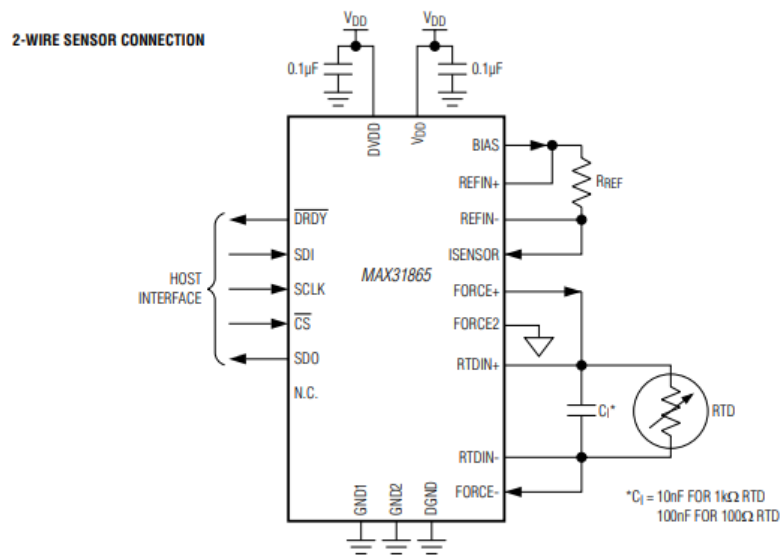 2-WIRE SENSOR CONNECTION
VDD
VDD
0.1µF
0.1µF
DVDD
VDD
BIAS
REFIN+
RREF
REFIN-
ISENSOR
FORCE+
FORCE2
RTDIN+
CI*
RTD
RTDIN-
FORCE-
MAX31865
HOST
INTERFACE
DRDY
SDI
SCLK
CS
SDO
N.C.
GND1
GND2
DGND
*CI = 10nF FOR 1kΩ RTD
100nF FOR 100Ω RTD